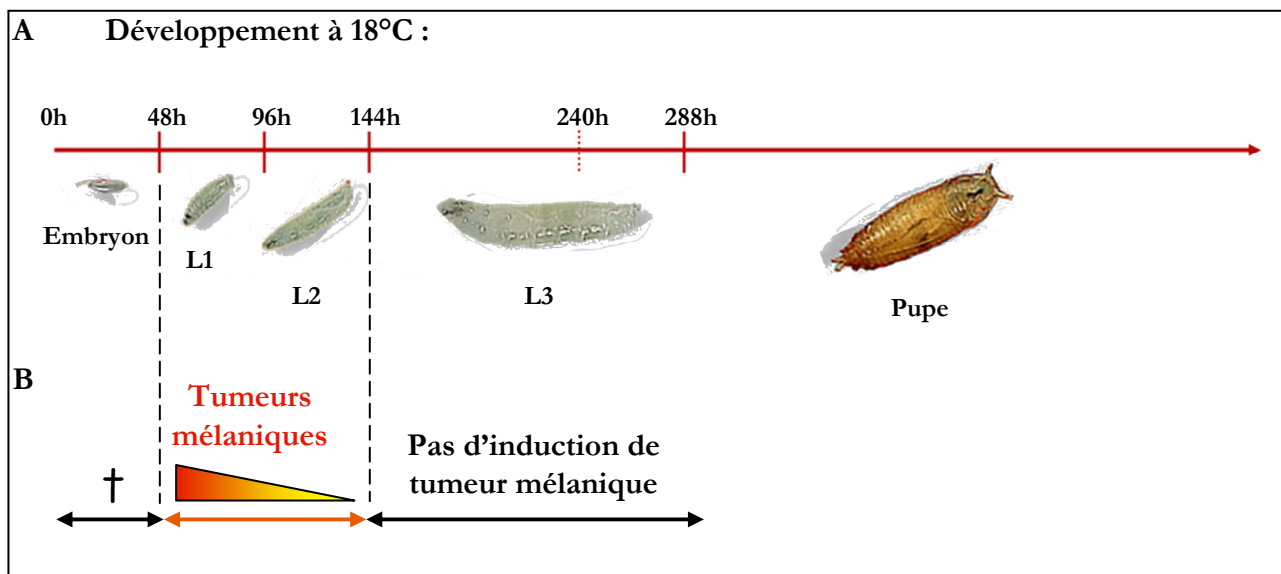 A Développement à 18°C :
0h 48h 96h 144h 240h 288h
Embryon
L1
L2
L3
Pupe
B
Tumeurs
mélaniques
Pas d'induction de
tumeur mélanique
†